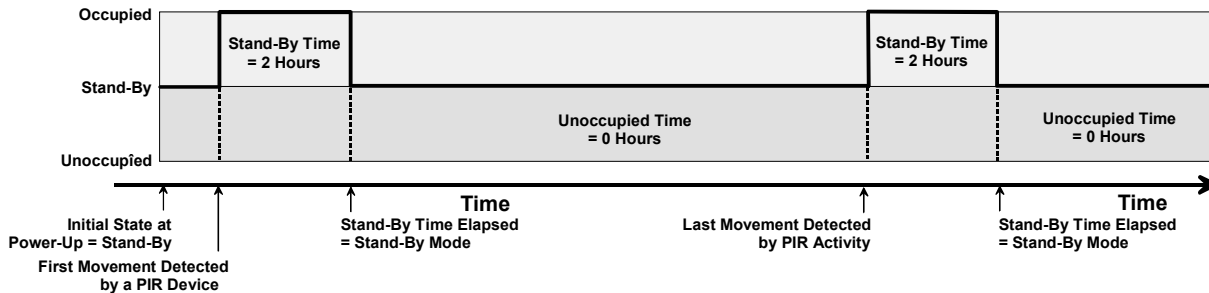 Occupied
Stand-By Time
= 2 Hours
Stand-By Time
= 2 Hours
Stand-By
Unoccupied Time
= 0 Hours
Unoccupied Time
= 0 Hours
Unoccupied
Time
Time
Initial State at
Power-Up = Stand-By
Stand-By Time Elapsed
= Stand-By Mode
Last Movement Detected
by PIR Activity
Stand-By Time Elapsed
= Stand-By Mode
First Movement Detected
by a PIR Device